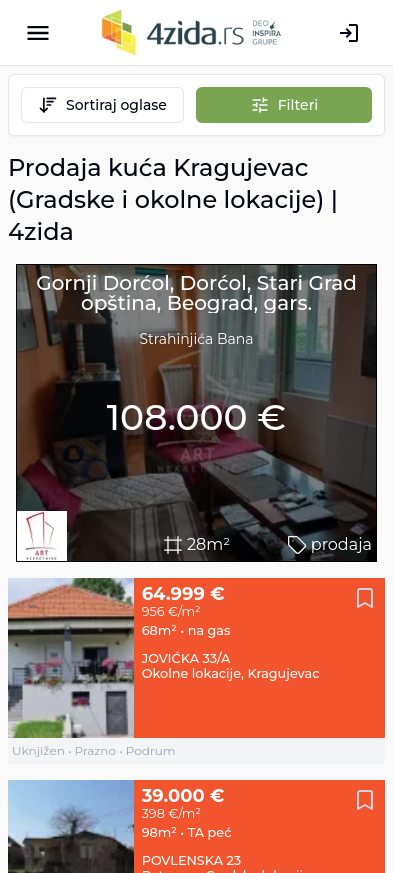 4zida.rs
DEO
INSPIRA
GRUPE
Sortiraj oglase
Filteri
Prodaja kuća Kragujevac
(Gradske i okolne lokacije) |
4zida
Gornji Dorćol, Dorćol, Stari Grad
opština, Beograd, gars.
Strahinjića Bana
108.000 €
ART
NEKRETNINE
ART
NEKRETNINE
28m²
prodaja
64.999 €
956 €/m²
68m² • na gas
JOVIĆKA 33/A
Okolne lokacije, Kragujevac
Uknjižen • Prazno • Podrum
39.000 €
398 €/m²
98m² • TA peć
POVLENSKA 23